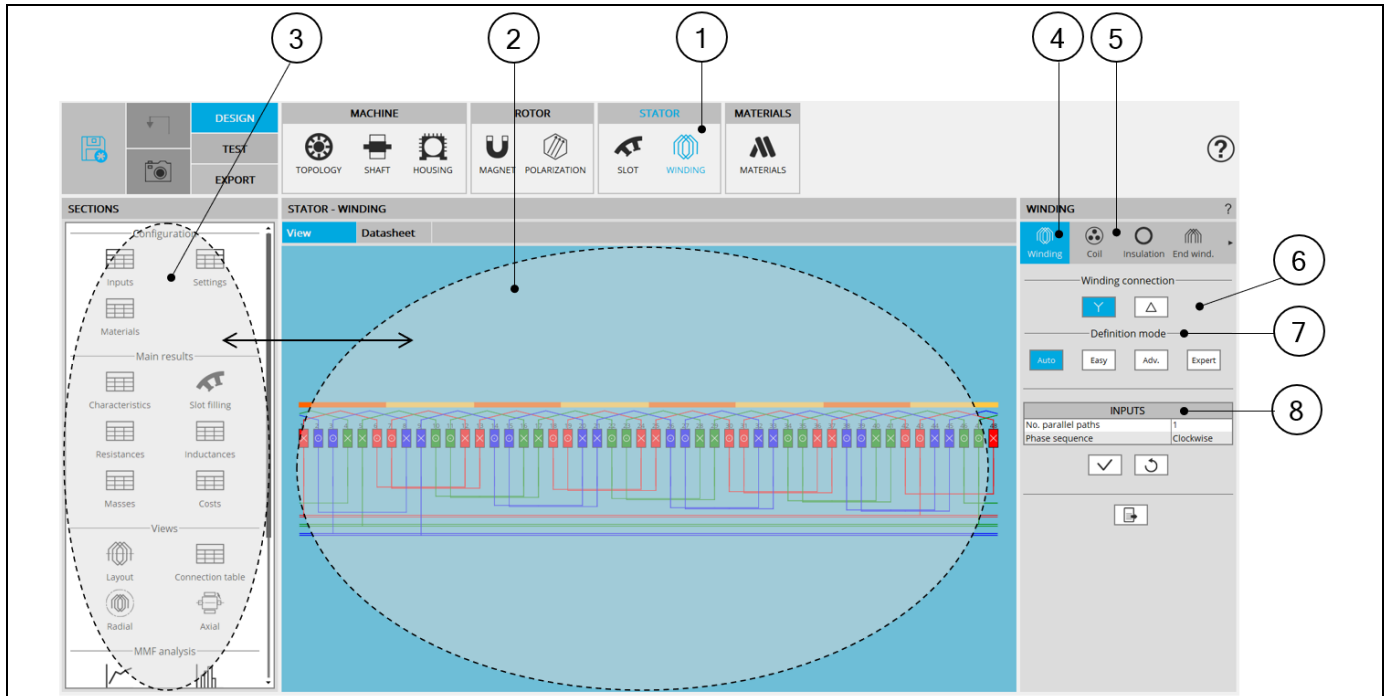 3
2
1
4
5
DESIGN
TEST
EXPORT
MACHINE
TOPOLOGY
SHAFT
HOUSING
ROTOR
MAGNET
POLARIZATION
STATOR
SLOT
WINDING
MATERIALS
MATERIALS
?
SECTIONS
Configuration
Inputs
Settings
Materials
Main results
Characteristics
Slot filling
Resistances
Inductances
Masses
Costs
Views
Layout
Connection table
Radial
Axial
MMF analysis
STATOR - WINDING
View
Datasheet
WINDING
?
Winding
Coil
Insulation
End wind.
6
Winding connection
Y
Δ
7
Definition mode
Auto
Easy
Adv.
Expert
8
INPUTS
No. parallel paths
1
Phase sequence
Clockwise